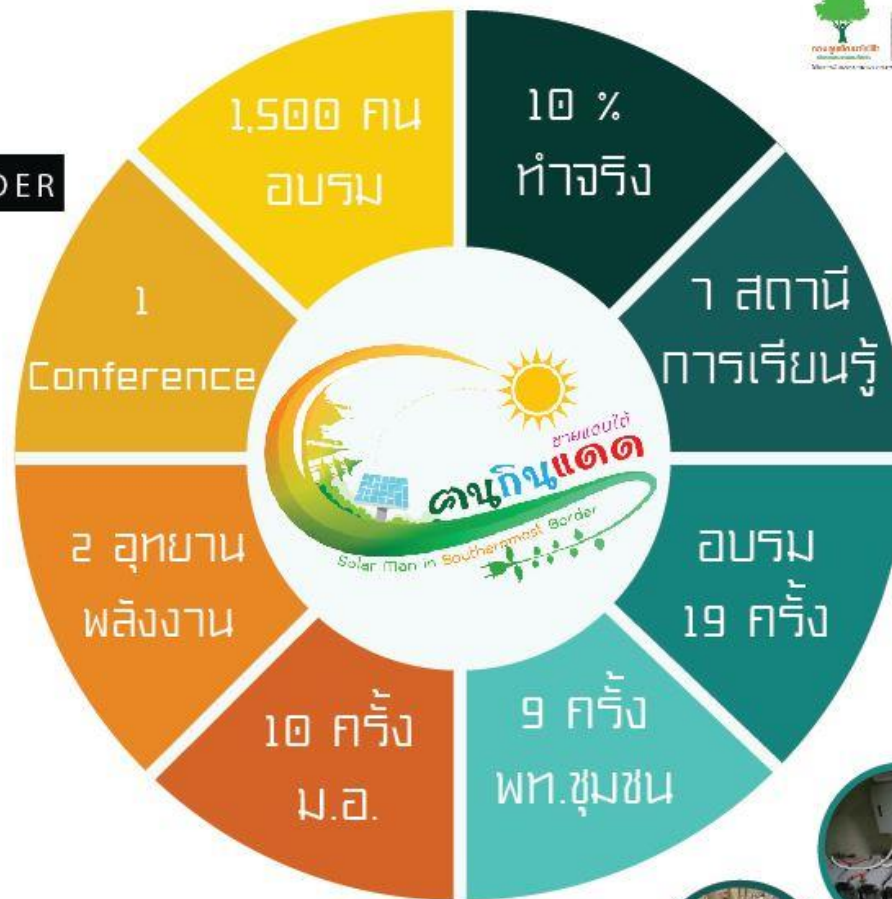 DER
1,500 คน
อบรม
10 %
ทำจริง
7 สถานี
การเรียนรู้
อบรม
19 ครั้ง
9 ครั้ง
พท.ชุมชน
10 ครั้ง
ม.อ.
2 อุทยาน
พลังงาน
1
Conference
ชายแดนใต้
คนกินแดด
Solar Man in Southernmost Border